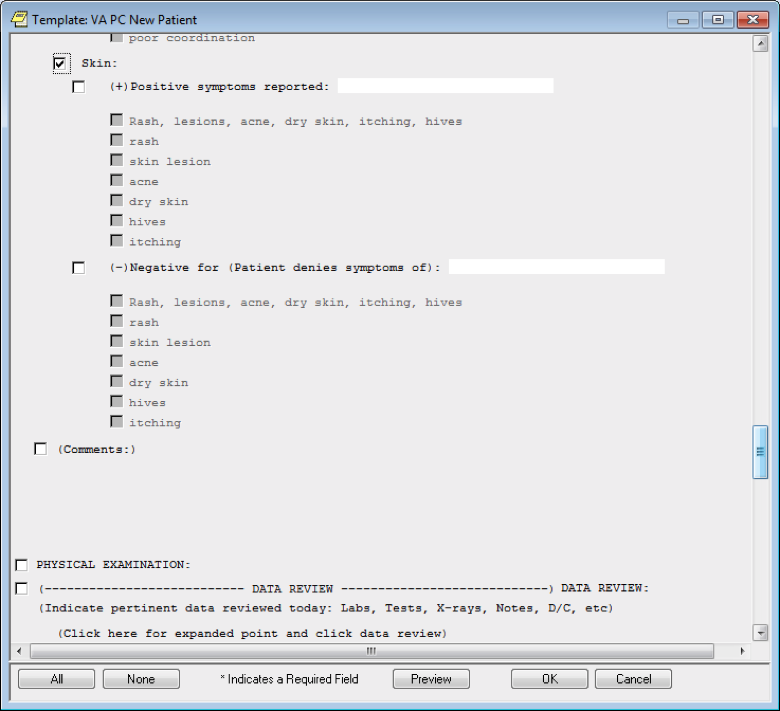 Template: VA PC New Patient
poor coordination
Skin:
(+)Positive symptoms reported:
Rash, lesions, acne, dry skin, itching, hives
rash
skin lesion
acne
dry skin
hives
itching
(-)Negative for (Patient denies symptoms of):
Rash, lesions, acne, dry skin, itching, hives
rash
skin lesion
acne
dry skin
hives
itching
(Comments:)
PHYSICAL EXAMINATION:
(--------------------------- DATA REVIEW ----------------------------) DATA REVIEW:
(Indicate pertinent data reviewed today: Labs, Tests, X-rays, Notes, D/C, etc)
(Click here for expanded point and click data review)
All None * Indicates a Required Field Preview OK Cancel